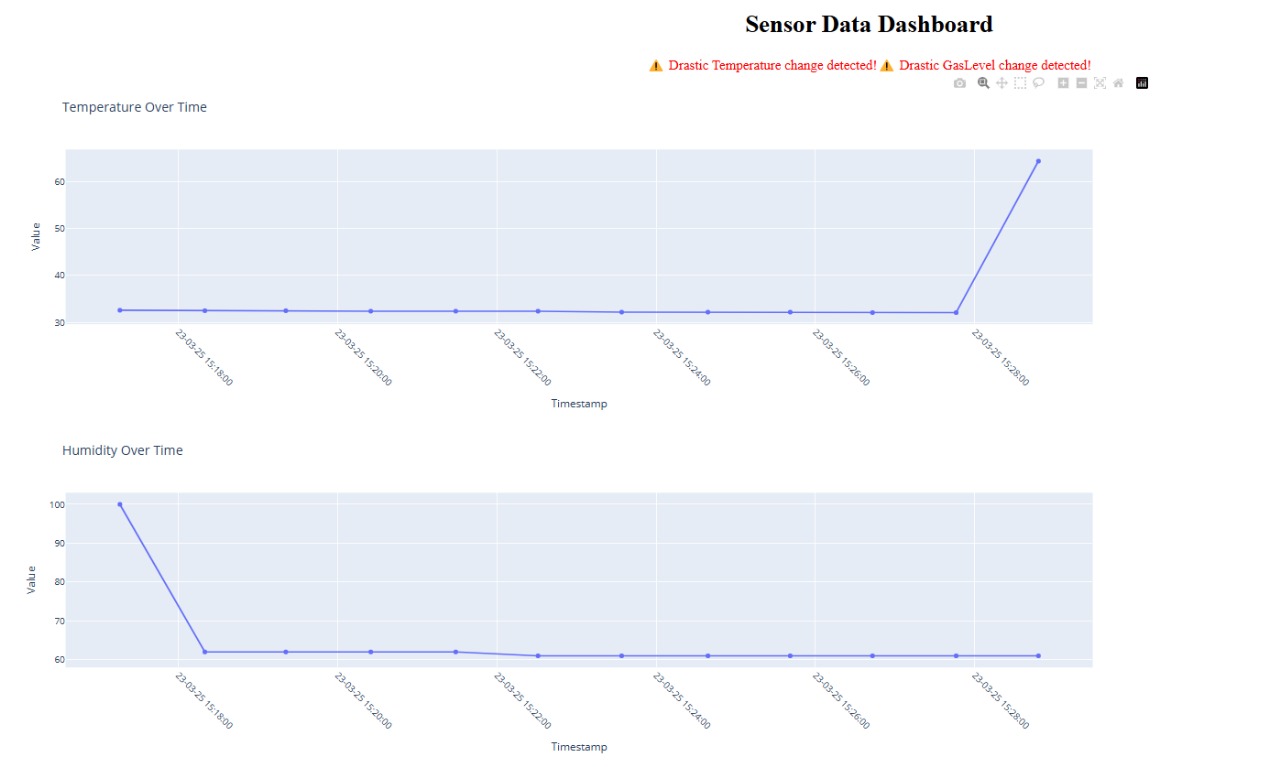 Sensor Data Dashboard
⚠️ Drastic Temperature change detected! ⚠️ Drastic GasLevel change detected!
Temperature Over Time
60
50
40
30
Value
23-03-25 15:18:00
23-03-25 15:20:00
23-03-25 15:22:00
23-03-25 15:24:00
23-03-25 15:26:00
23-03-25 15:28:00
Timestamp
Humidity Over Time
100
90
80
70
60
Value
23-03-25 15:18:00
23-03-25 15:20:00
23-03-25 15:22:00
23-03-25 15:24:00
23-03-25 15:26:00
23-03-25 15:28:00
Timestamp